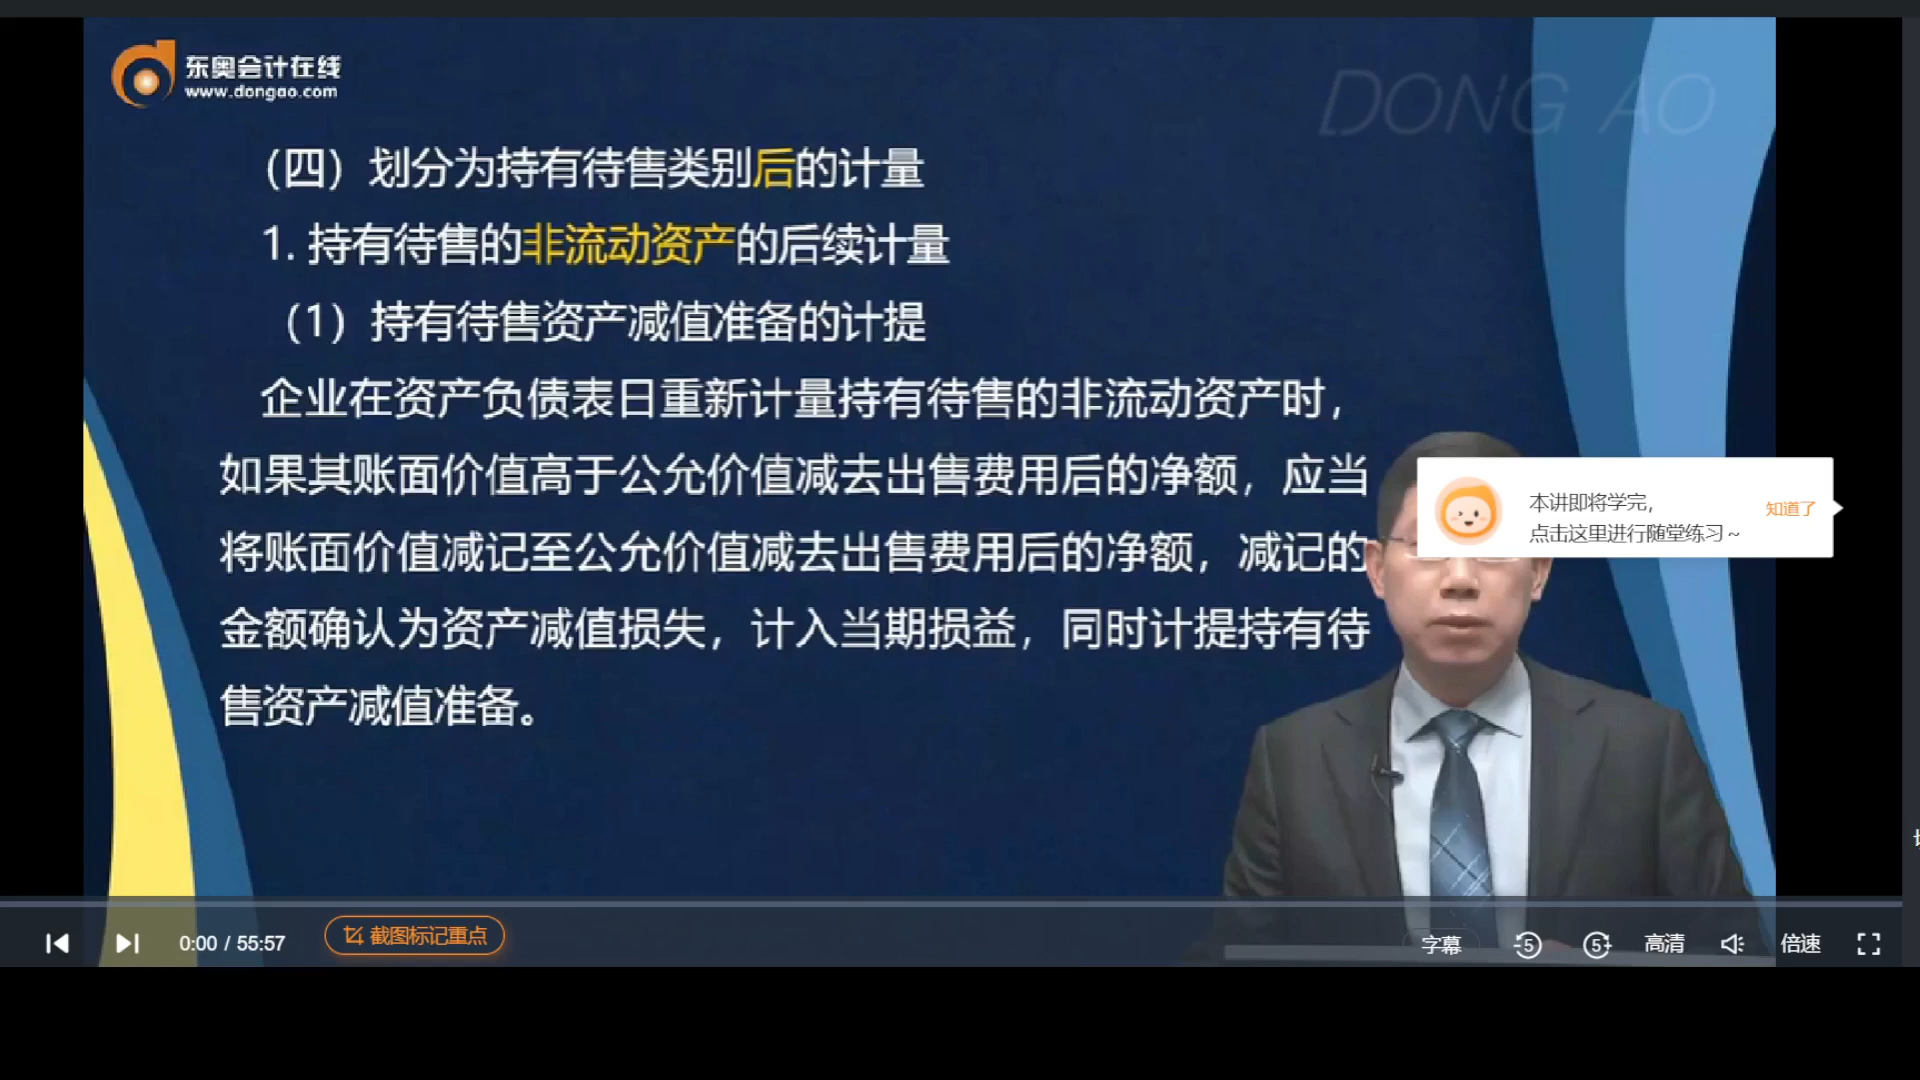 东奥会计在线
www.dongao.com
DONG AO
（四）划分为持有待售类别后的计量
1. 持有待售的非流动资产的后续计量
（1）持有待售资产减值准备的计提
企业在资产负债表日重新计量持有待售的非流动资产时，
如果其账面价值高于公允价值减去出售费用后的净额，应当
将账面价值减记至公允价值减去出售费用后的净额，减记的
金额确认为资产减值损失，计入当期损益，同时计提持有待
售资产减值准备。
本讲即将学完，
点击这里进行随堂练习～
知道了
0:00 / 55:57
截图标记重点
字幕
5
5
高清
倍速